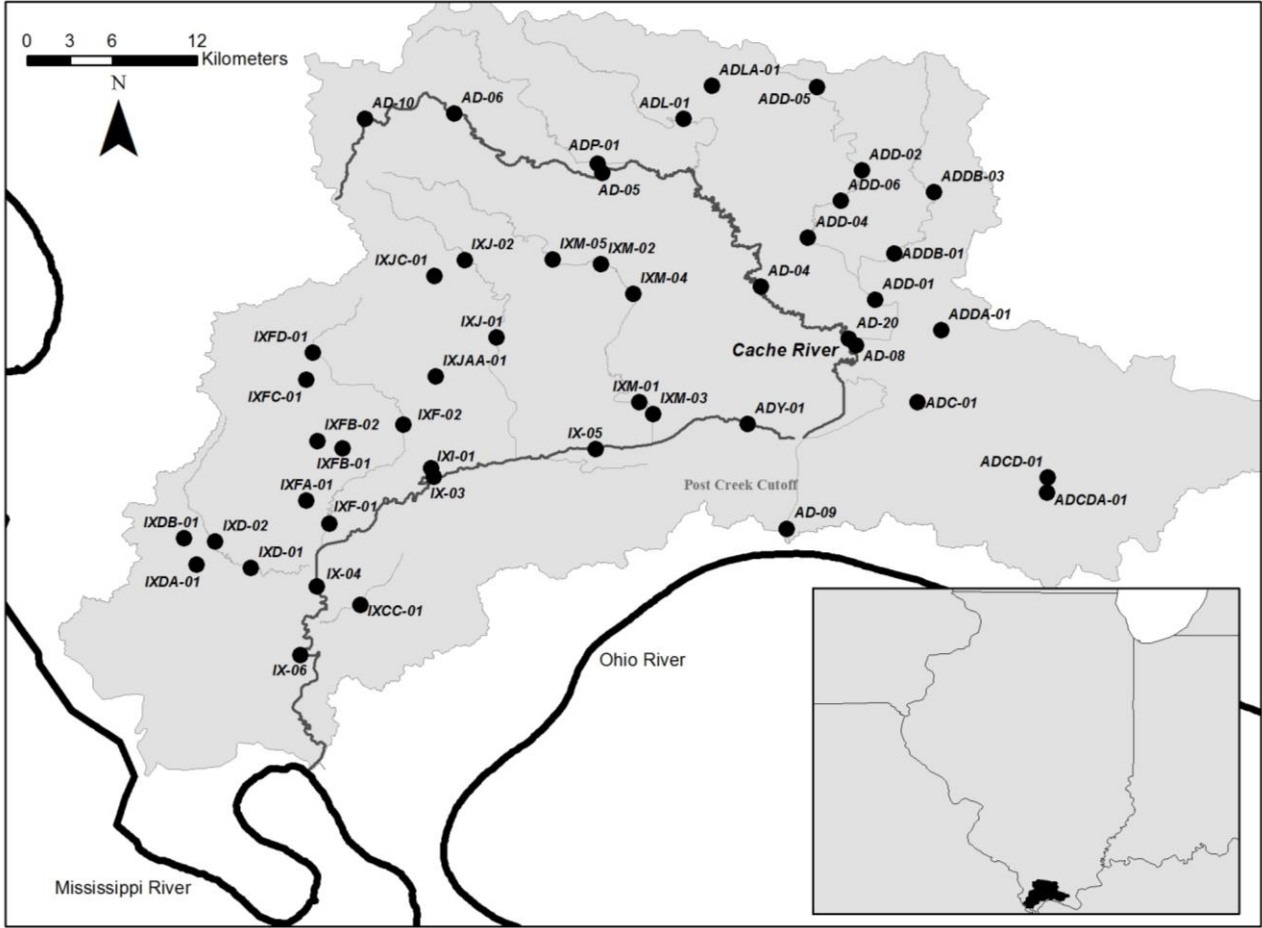 0 3 6 12
Kilometers
N
ADLA-01
ADD-05
AD-10
AD-06
ADL-01
ADP-01
AD-05
ADD-02
ADDB-03
ADD-06
ADD-04
ADDB-01
IXJ-02
IXM-05
IXM-02
IXJC-01
IXM-04
AD-04
ADD-01
ADDA-01
IXJ-01
AD-20
Cache River
AD-08
IXFD-01
IXJAA-01
IXFC-01
IXM-01
IXM-03
ADY-01
ADC-01
IXF-02
IXFB-02
IX-05
IXFB-01
IXI-01
IX-03
ADCD-01
Post Creek Cutoff
IXFA-01
ADCDA-01
IXF-01
IXDB-01
IXD-02
AD-09
IXD-01
IXDA-01
IX-04
IXCC-01
IX-06
Ohio River
Mississippi River